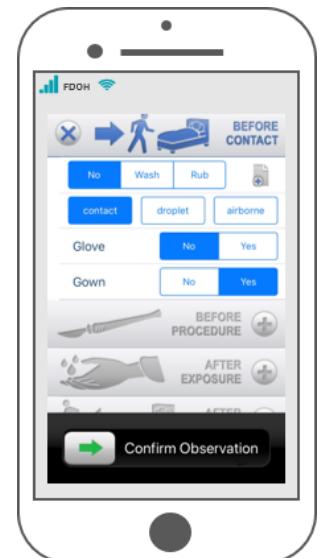 FDOH
BEFORE
CONTACT
No Wash Rub
contact droplet airborne
Glove No Yes
Gown No Yes
BEFORE
PROCEDURE
AFTER
EXPOSURE
AFTER
Confirm Observation